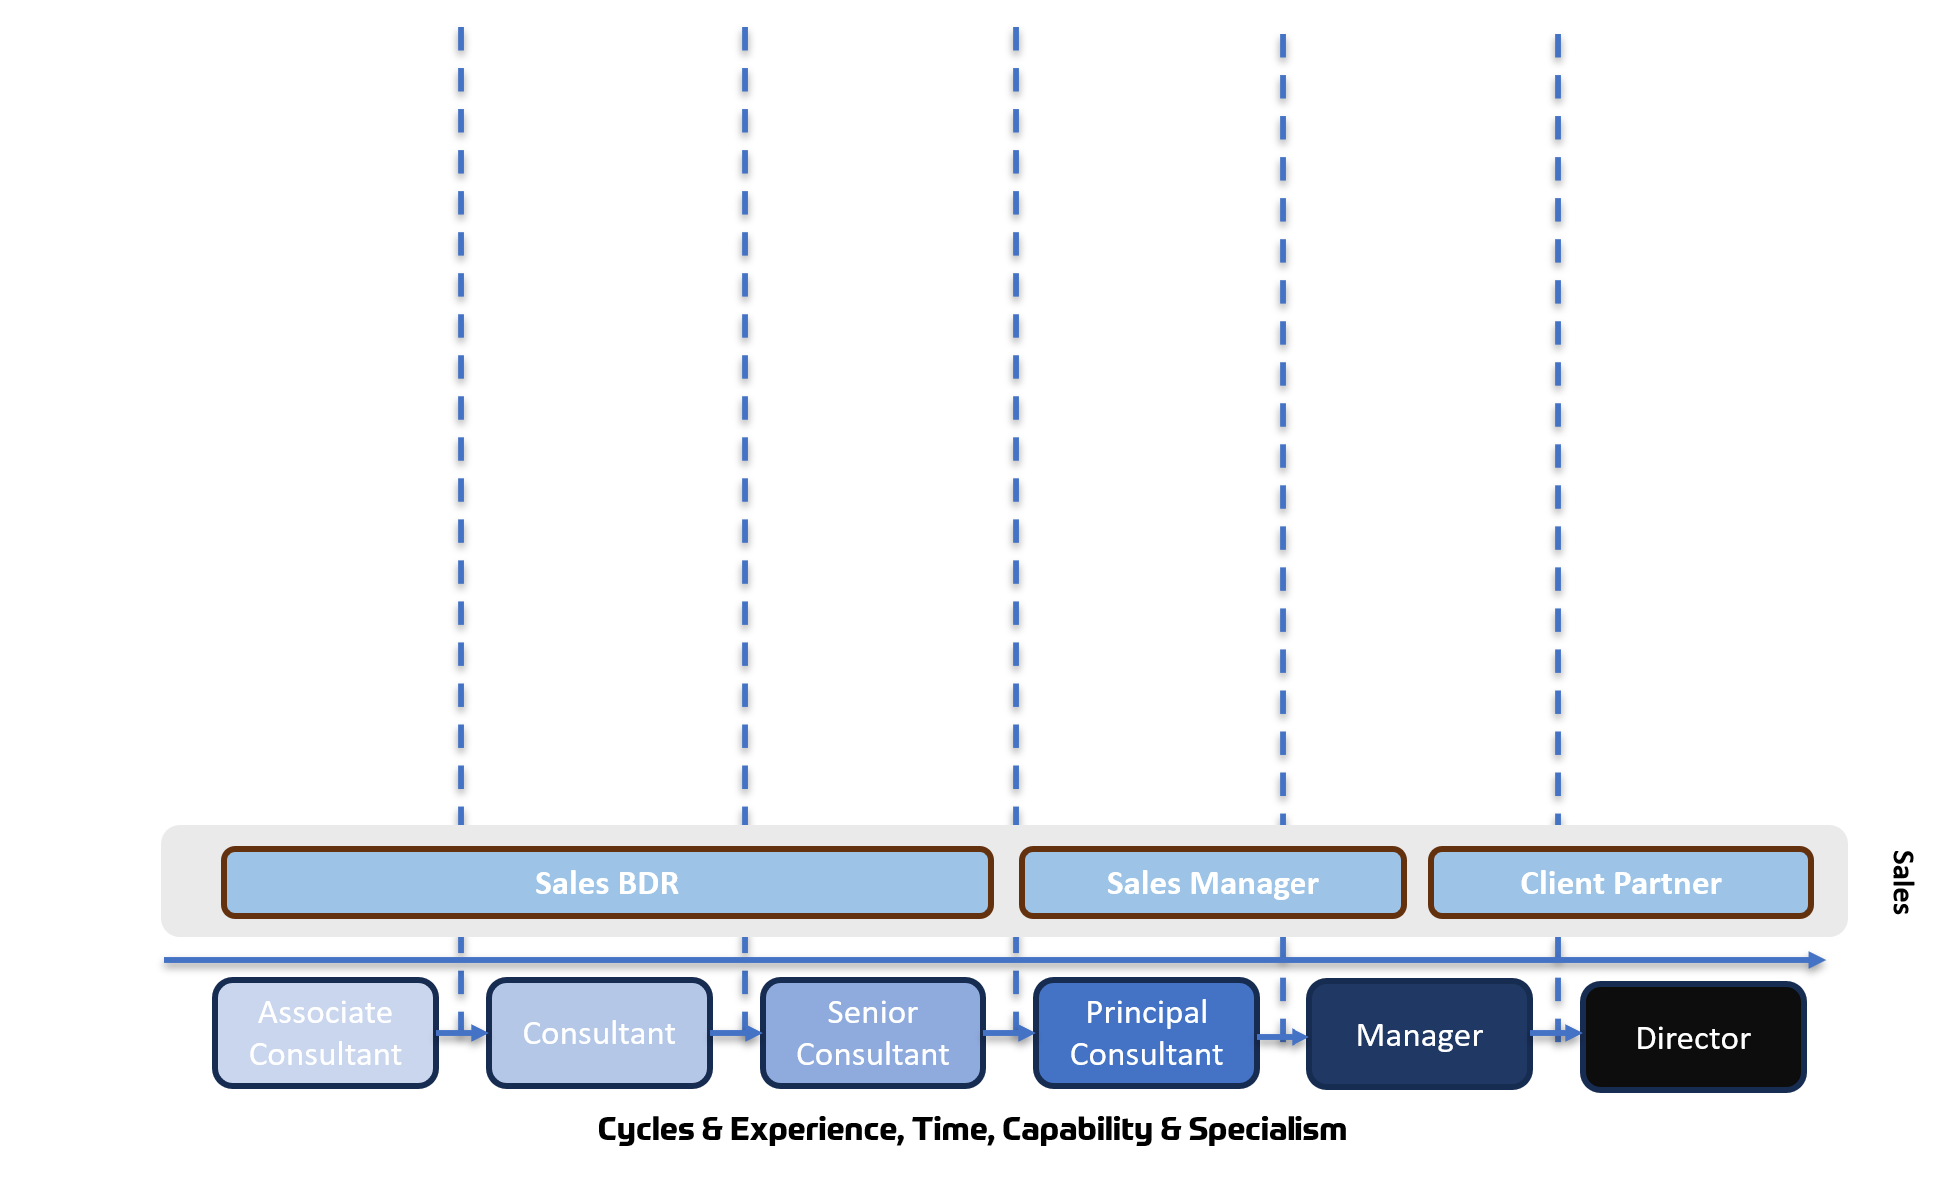 Sales BDR
Sales Manager
Client Partner
Sales
Associate
Consultant
Consultant
Senior
Consultant
Principal
Consultant
Manager
Director
Cycles & Experience, Time, Capability & Specialism